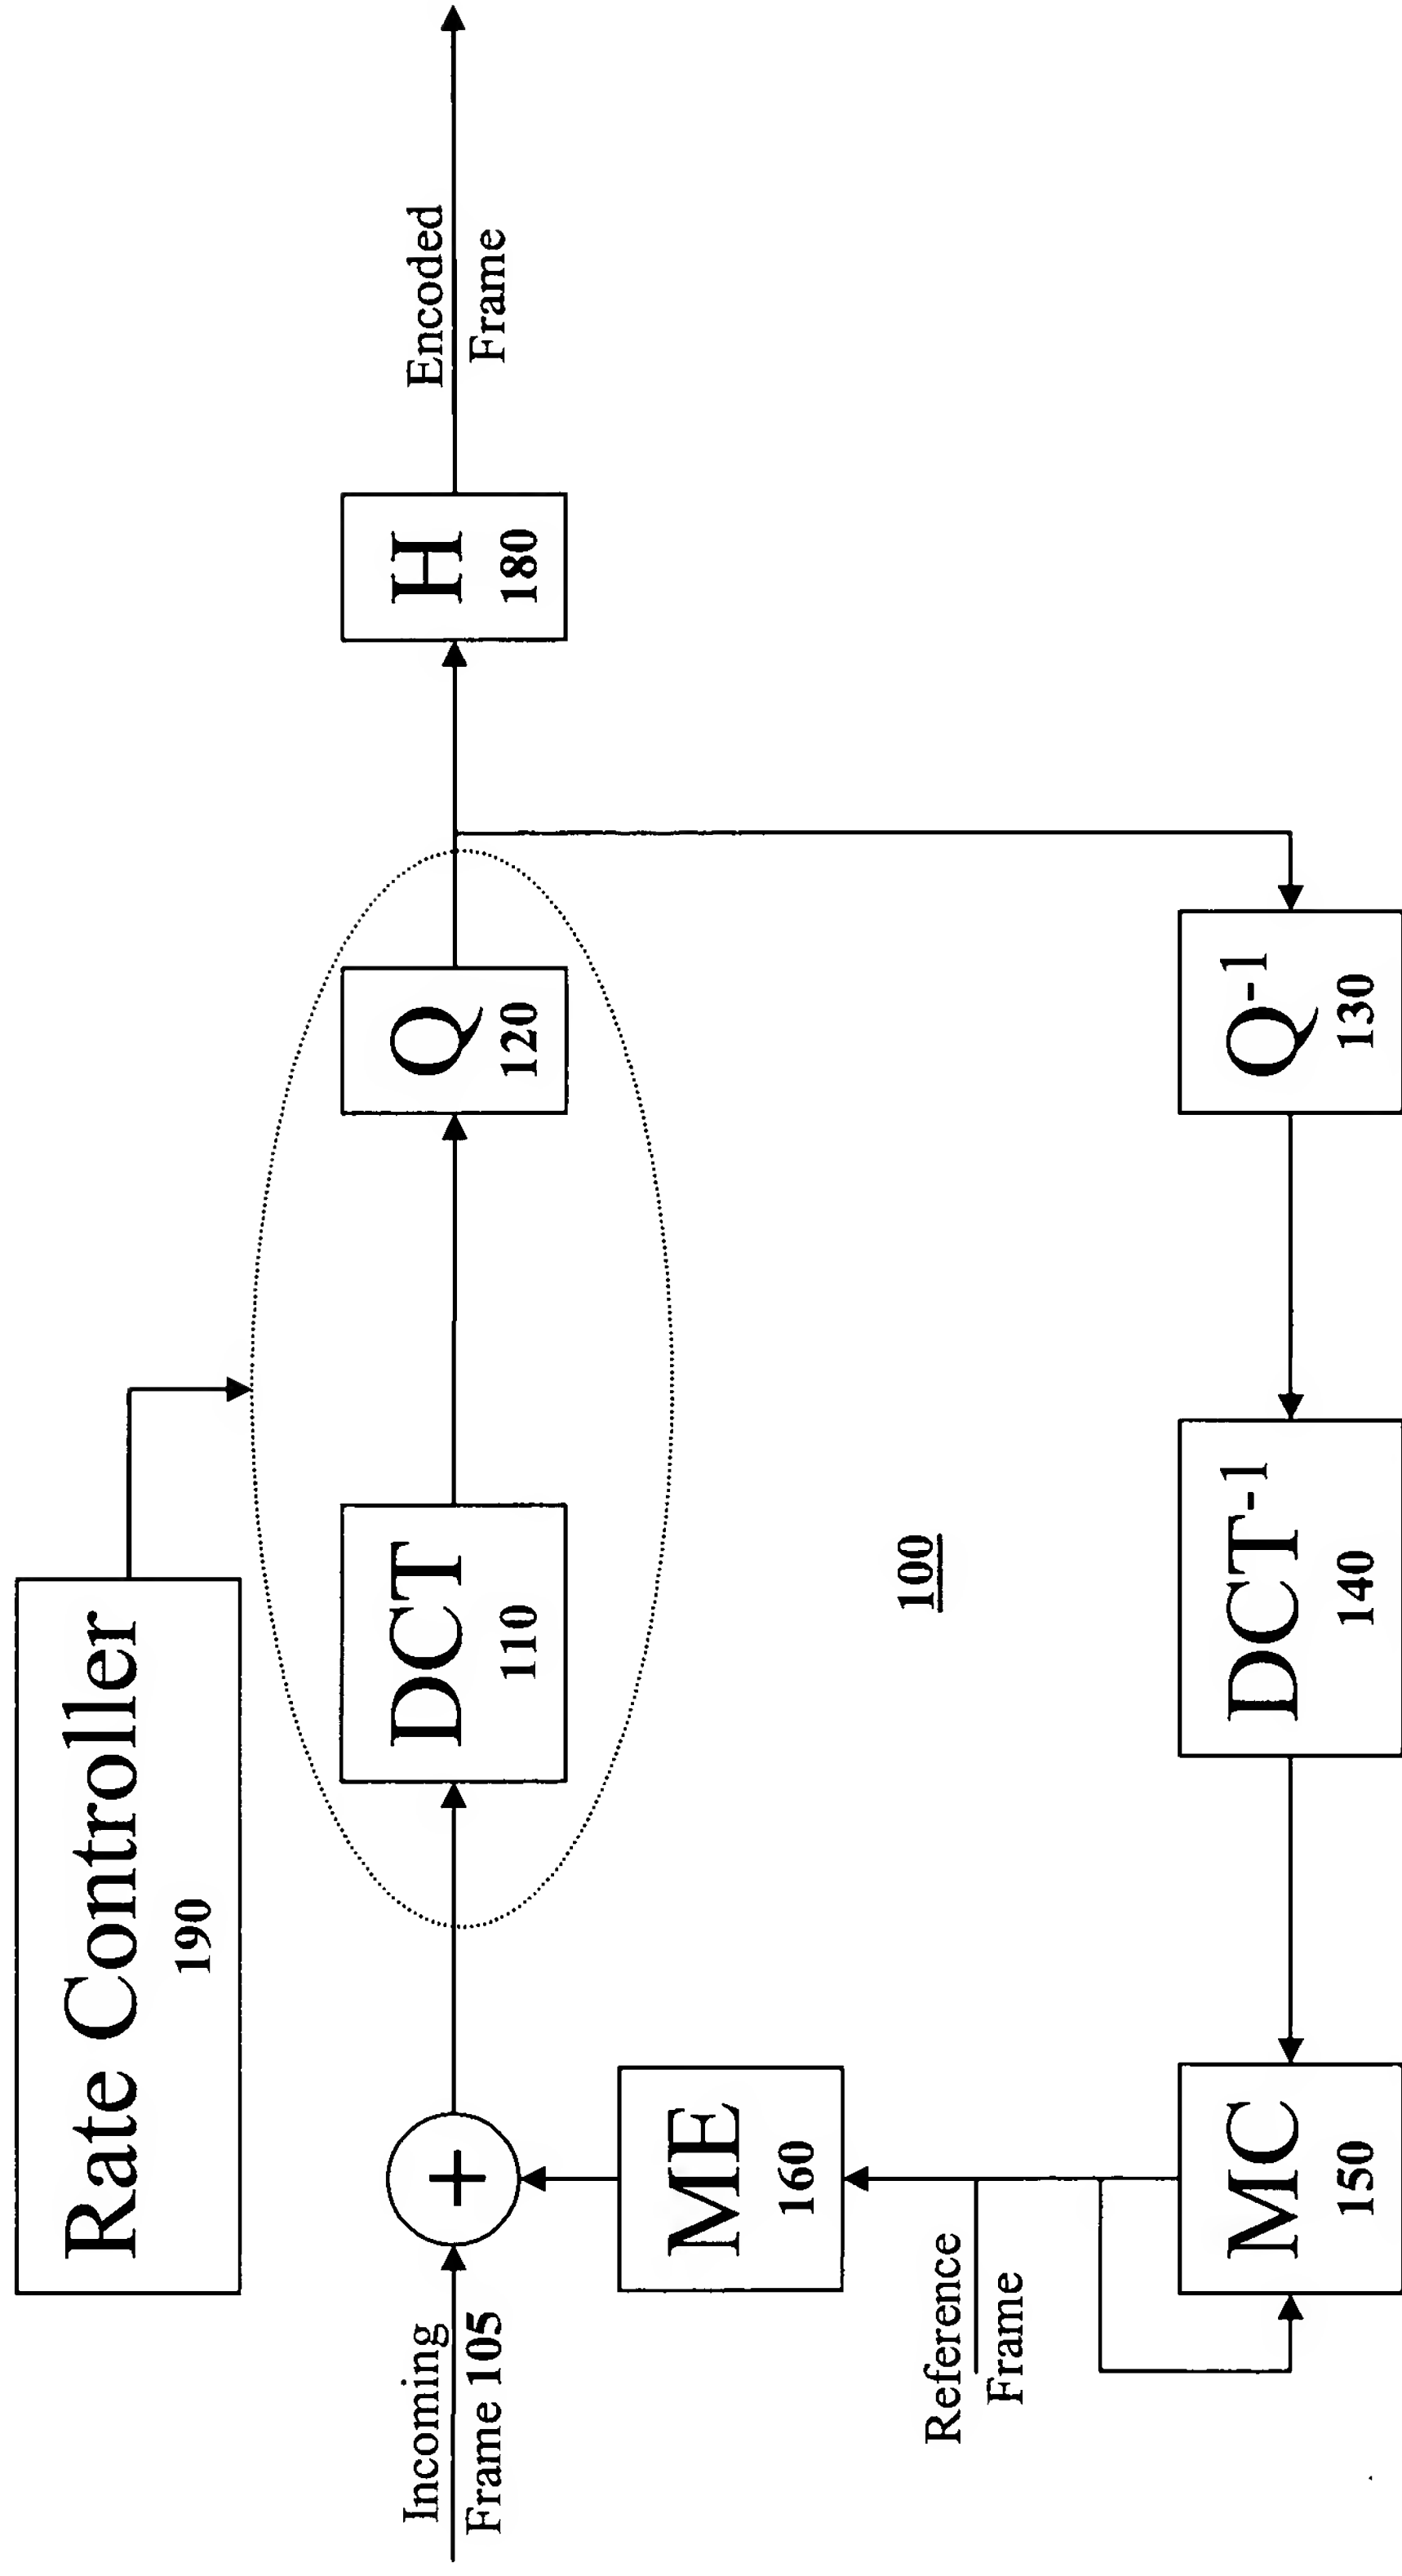 Rate Controller
190
Incoming
Frame 105
+
DCT
110
Q
120
H
180
Encoded
Frame
ME
160
100
Reference
Frame
MC
150
DCT-1
140
Q-1
130